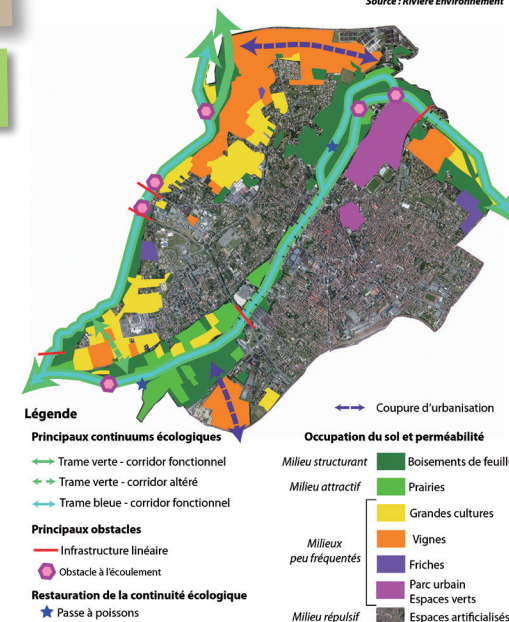 Source : Rivière Environnement
Légende
Coupure d'urbanisation
Principaux continuums écologiques
Trame verte - corridor fonctionnel
Trame verte - corridor altéré
Trame bleue - corridor fonctionnel
Principaux obstacles
Infrastructure linéaire
Obstacle à l'écoulement
Restauration de la continuité écologique
Passe à poissons
Occupation du sol et perméabilité
Milieu structurant
Boisements de
Milieu attractif
Prairies
Grandes cultures
Milieux
peu fréquentés
Vignes
Friches
Parc urbain
Espaces verts
Milieu répulsif
Espaces artificialisés